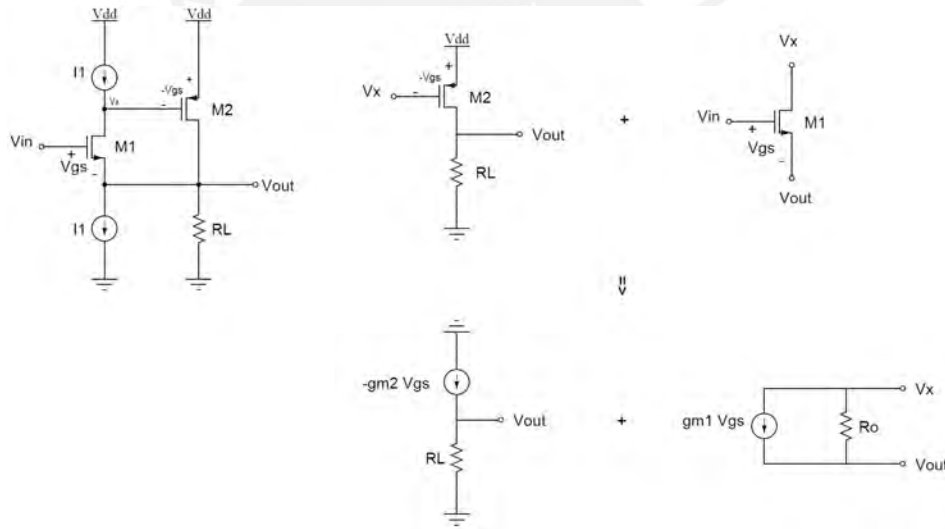 Vdd Vdd
I1
-Vgs
+
-
Vx
M2
Vin
M1
+
Vgs
-
Vout
I1
RL
Vdd
+
-Vgs
-
Vx
M2
Vout
RL
+
Vx
Vin
M1
+
Vgs
-
Vout
=>
-gm2 Vgs
Vout
RL
+
gm1 Vgs
Ro
Vx
Vout